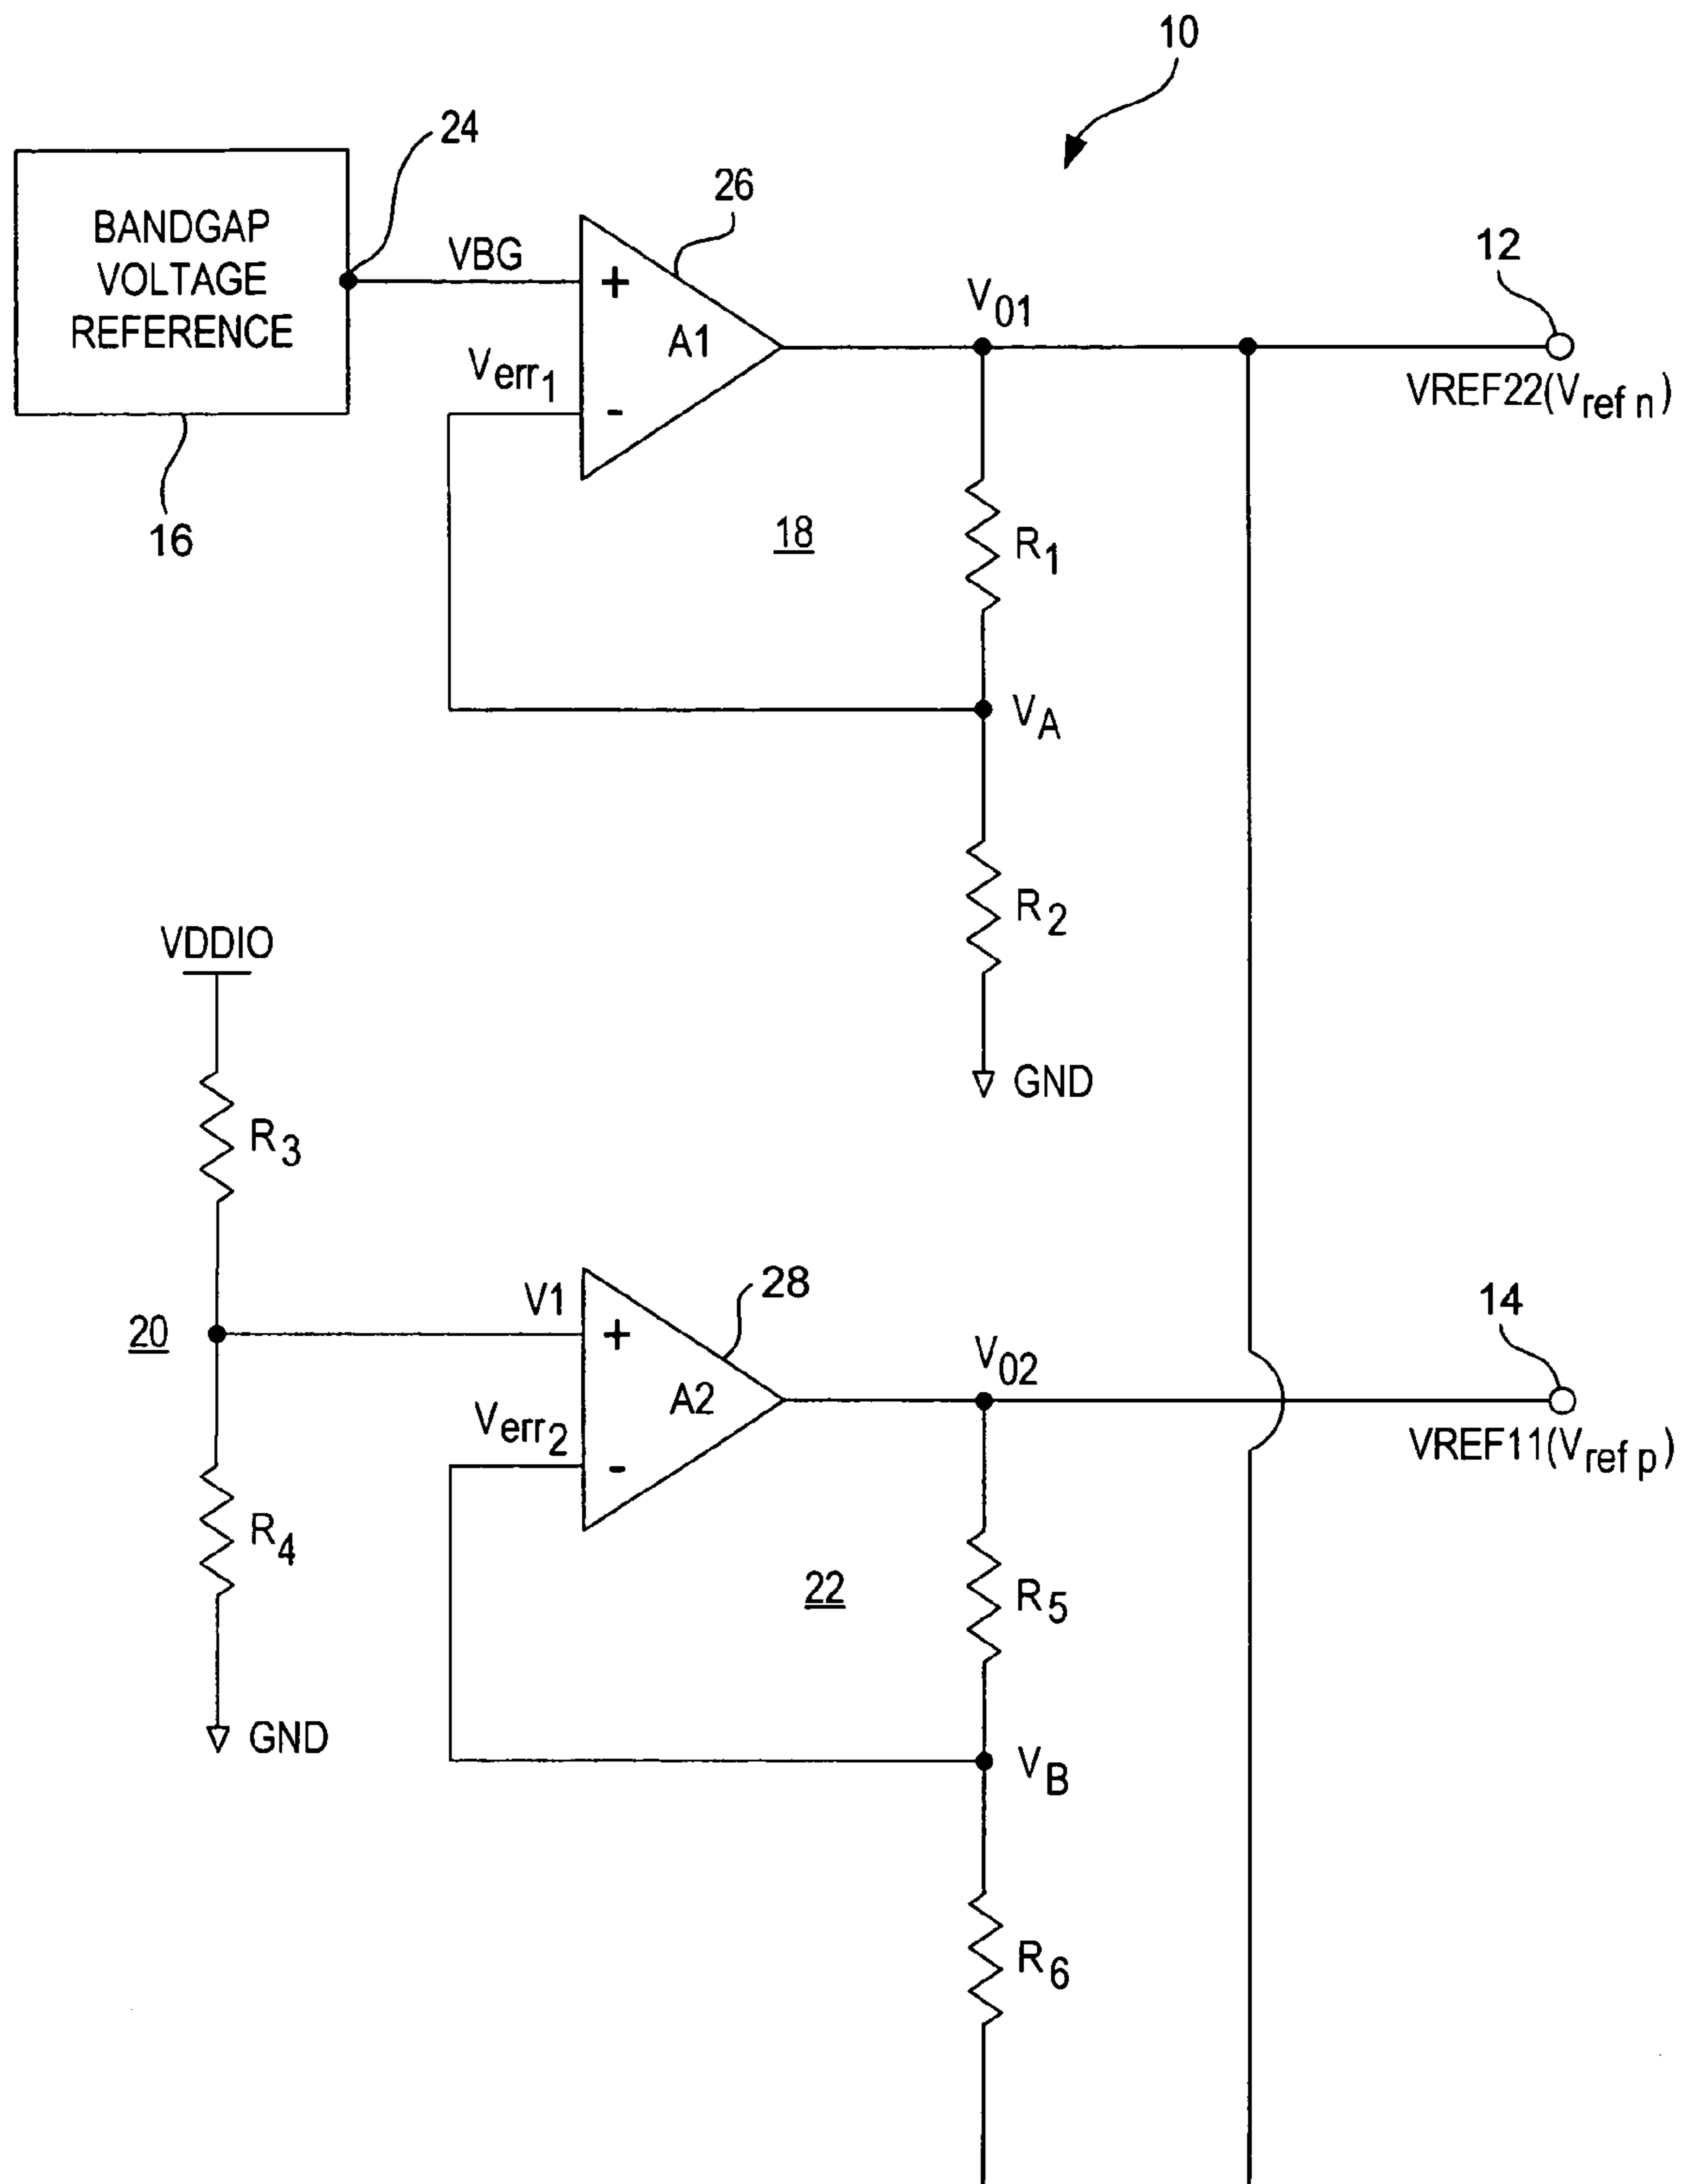 10
24
26
BANDGAP
VOLTAGE
REFERENCE
VBG
+
A1
-
Verr1
V01
12
VREF22(Vref n)
16
18
R1
VA
R2
GND
VDDIO
R3
20
V1
28
+
A2
-
Verr2
V02
14
VREF11(Vref p)
R4
22
R5
GND
VB
R6